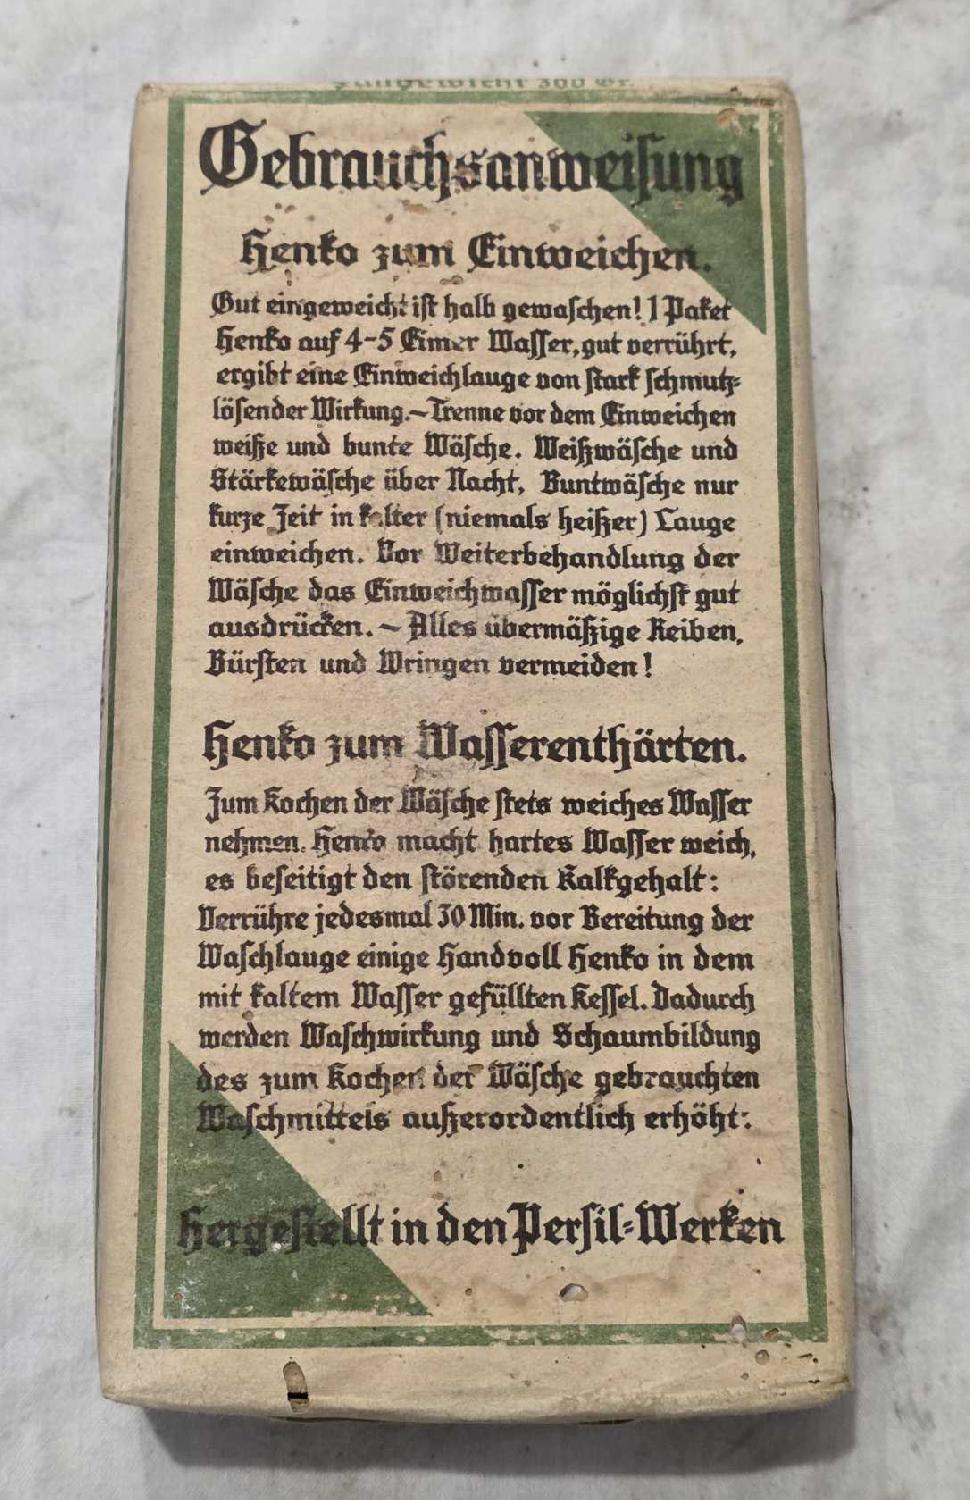 Füllgewicht 300 Gr.
Gebrauchsanweisung
Henko zum Einweichen.
Gut eingeweicht ist halb gewaschen! 1 Paket
Henko auf 4-5 Eimer Wasser, gut verrührt,
ergibt eine Einweichlauge von stark schmutz-
lösender Wirkung. – Trenne vor dem Einweichen
weiße und bunte Wäsche. Weißwäsche und
Stärkewäsche über Nacht, Buntwäsche nur
kurze Zeit in kalter (niemals heißer) Lauge
einweichen. Vor Weiterbehandlung der
Wäsche das Einweichwasser möglichst gut
ausdrücken. – Alles übermäßige Reiben,
Bürsten und Wringen vermeiden!
Henko zum Wasserenthärten.
Zum Kochen der Wäsche stets weiches Wasser
nehmen. Henko macht hartes Wasser weich,
es beseitigt den störenden Kalkgehalt:
Verrühre jedesmal 30 Min. vor Bereitung der
Waschlauge einige Handvoll Henko in dem
mit kaltem Wasser gefüllten Kessel. Dadurch
werden Waschwirkung und Schaumbildung
des zum Kochen der Wäsche gebrauchten
Waschmittels außerordentlich erhöht:
Hergestellt in den Persil-Werken